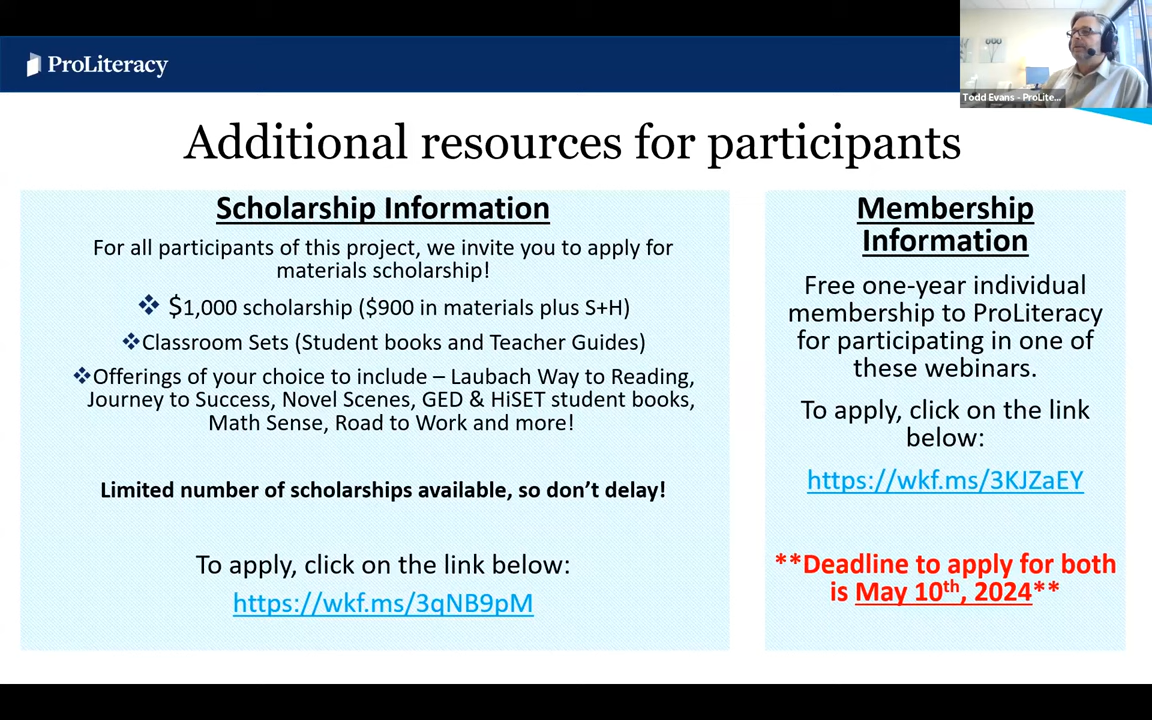 ProLiteracy
Todd Evans - ProLite...
Additional resources for participants
Scholarship Information
For all participants of this project, we invite you to apply for
materials scholarship!
❖ $1,000 scholarship ($900 in materials plus S+H)
❖Classroom Sets (Student books and Teacher Guides)
❖Offerings of your choice to include – Laubach Way to Reading,
Journey to Success, Novel Scenes, GED & HiSET student books,
Math Sense, Road to Work and more!
Limited number of scholarships available, so don’t delay!
To apply, click on the link below:
https://wkf.ms/3qNB9pM
Membership
Information
Free one-year individual
membership to ProLiteracy
for participating in one of
these webinars.
To apply, click on the link
below:
https://wkf.ms/3KJZaEY
**Deadline to apply for both
is May 10th, 2024**